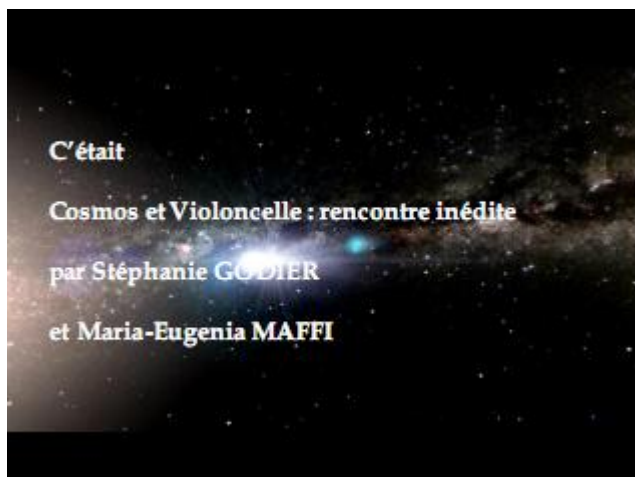 C'était
Cosmos et Violoncelle : rencontre inédite
par Stéphanie GODIER
et Maria-Eugenia MAFFI